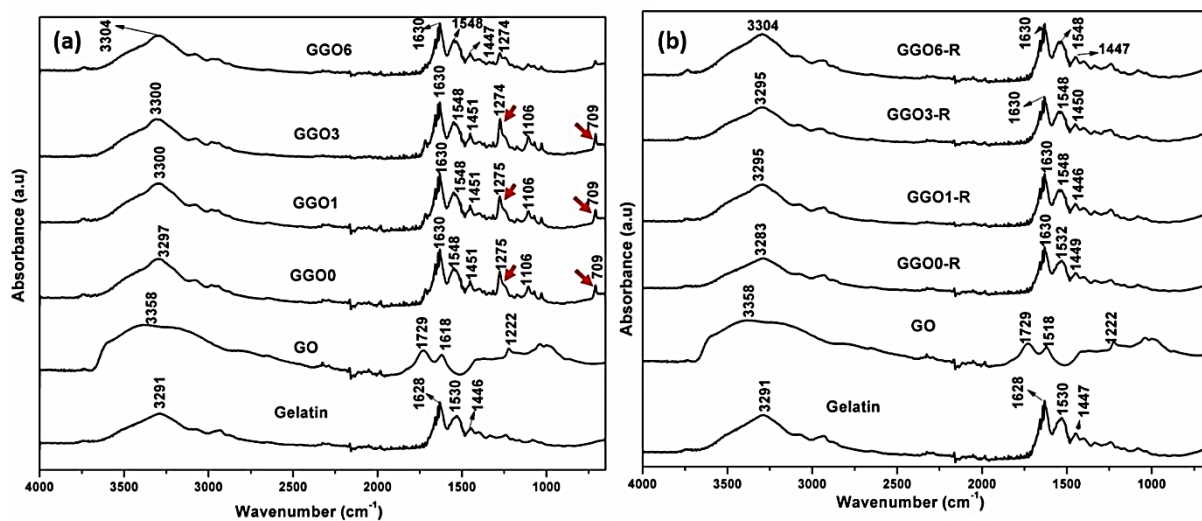 (a)
3304
GGO6
1630
1548
1447
1274
3300
GGO3
1630
1548
1451
1274
1106
709
3300
GGO1
1630
1548
1451
1275
1106
709
3297
GGO0
1630
1548
1451
1275
1106
709
3358
GO
1729
1618
1222
3291
Gelatin
1628
1530
1446
Absorbance (a.u)
4000 3500 3000 2500 2000 1500 1000
Wavenumber (cm-1)
(b)
3304
GGO6-R
1630
1548
1447
3295
GGO3-R
1630
1548
1450
3295
GGO1-R
1630
1548
1446
3283
GGO0-R
1630
1532
1449
3358
GO
1729
1518
1222
3291
Gelatin
1628
1530
1447
Absorbance (a.u)
4000 3500 3000 2500 2000 1500 1000
Wavenumber (cm-1)